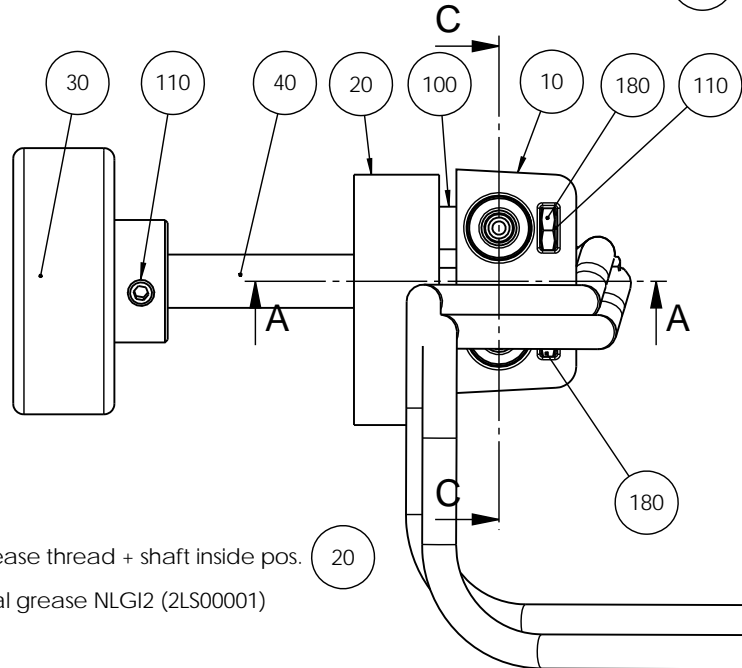 C
30
110
40
20
100
10
180
110
A
A
C
180
ease thread + shaft inside pos. 20
al grease NLGI2 (2LS00001)